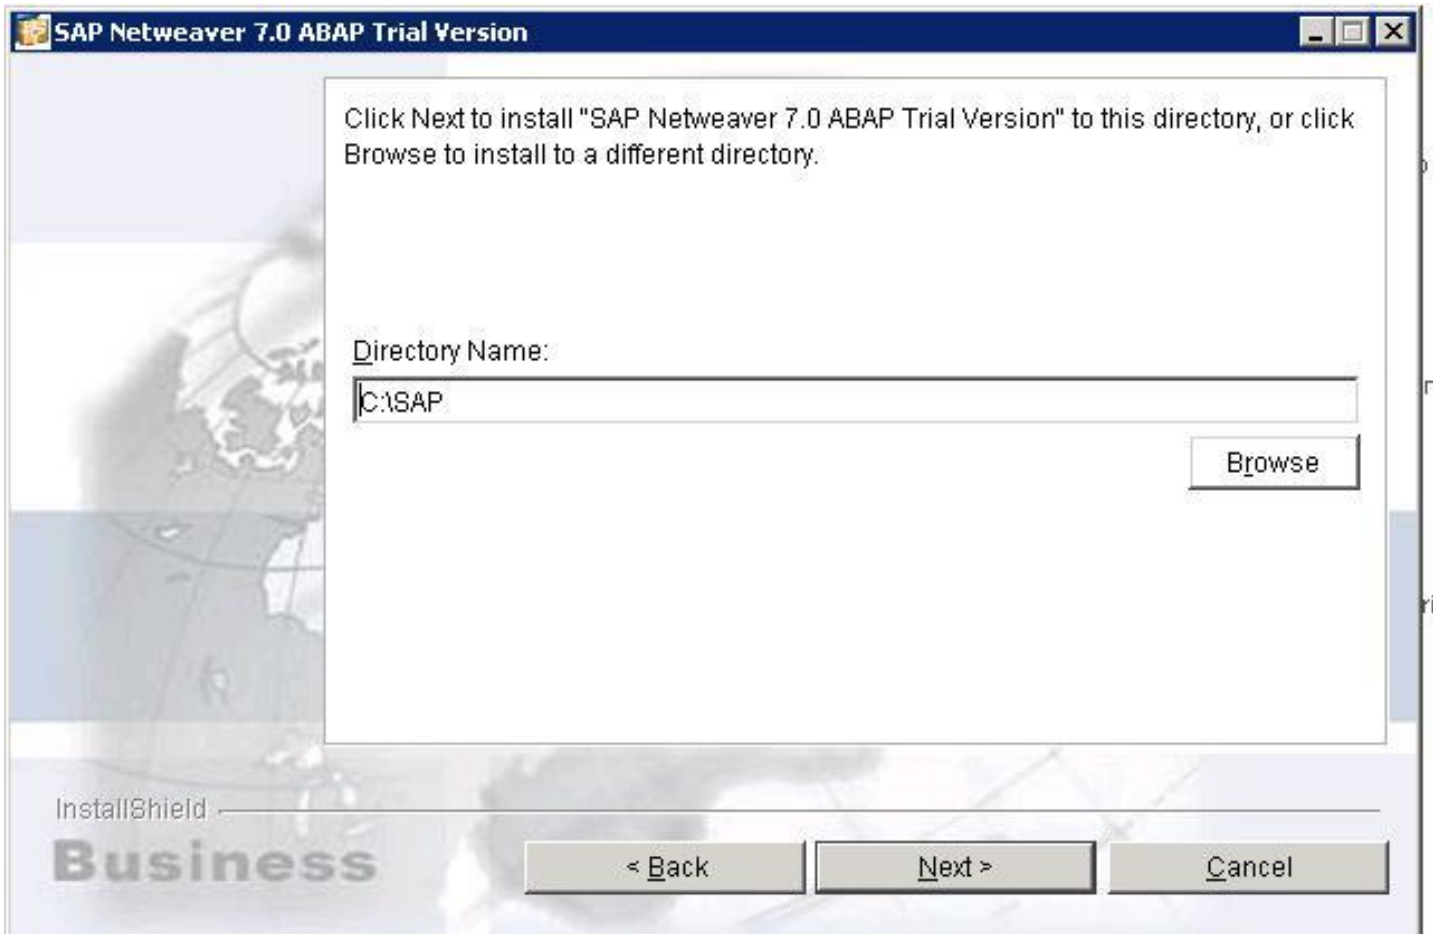 SAP Netweaver 7.0 ABAP Trial Version
Click Next to install "SAP Netweaver 7.0 ABAP Trial Version" to this directory, or click
Browse to install to a different directory.
Directory Name:
C:\SAP
Browse
InstallShield
Business
< Back
Next >
Cancel